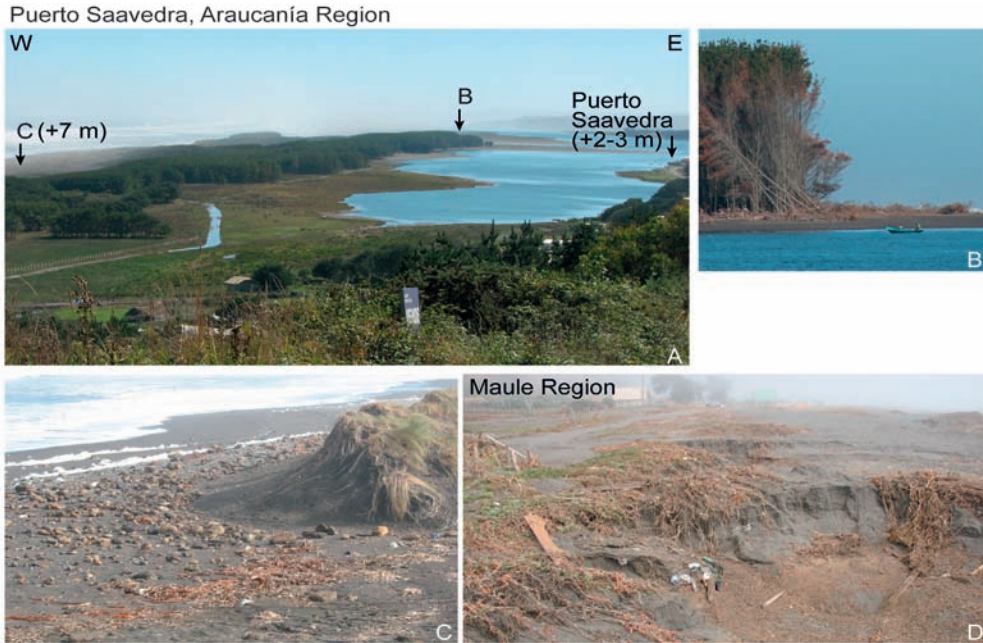 Puerto Saavedra, Araucanía Region
W
E
B
C (+7 m)
Puerto
Saavedra
(+2-3 m)
A
B
C
Maule Region
D